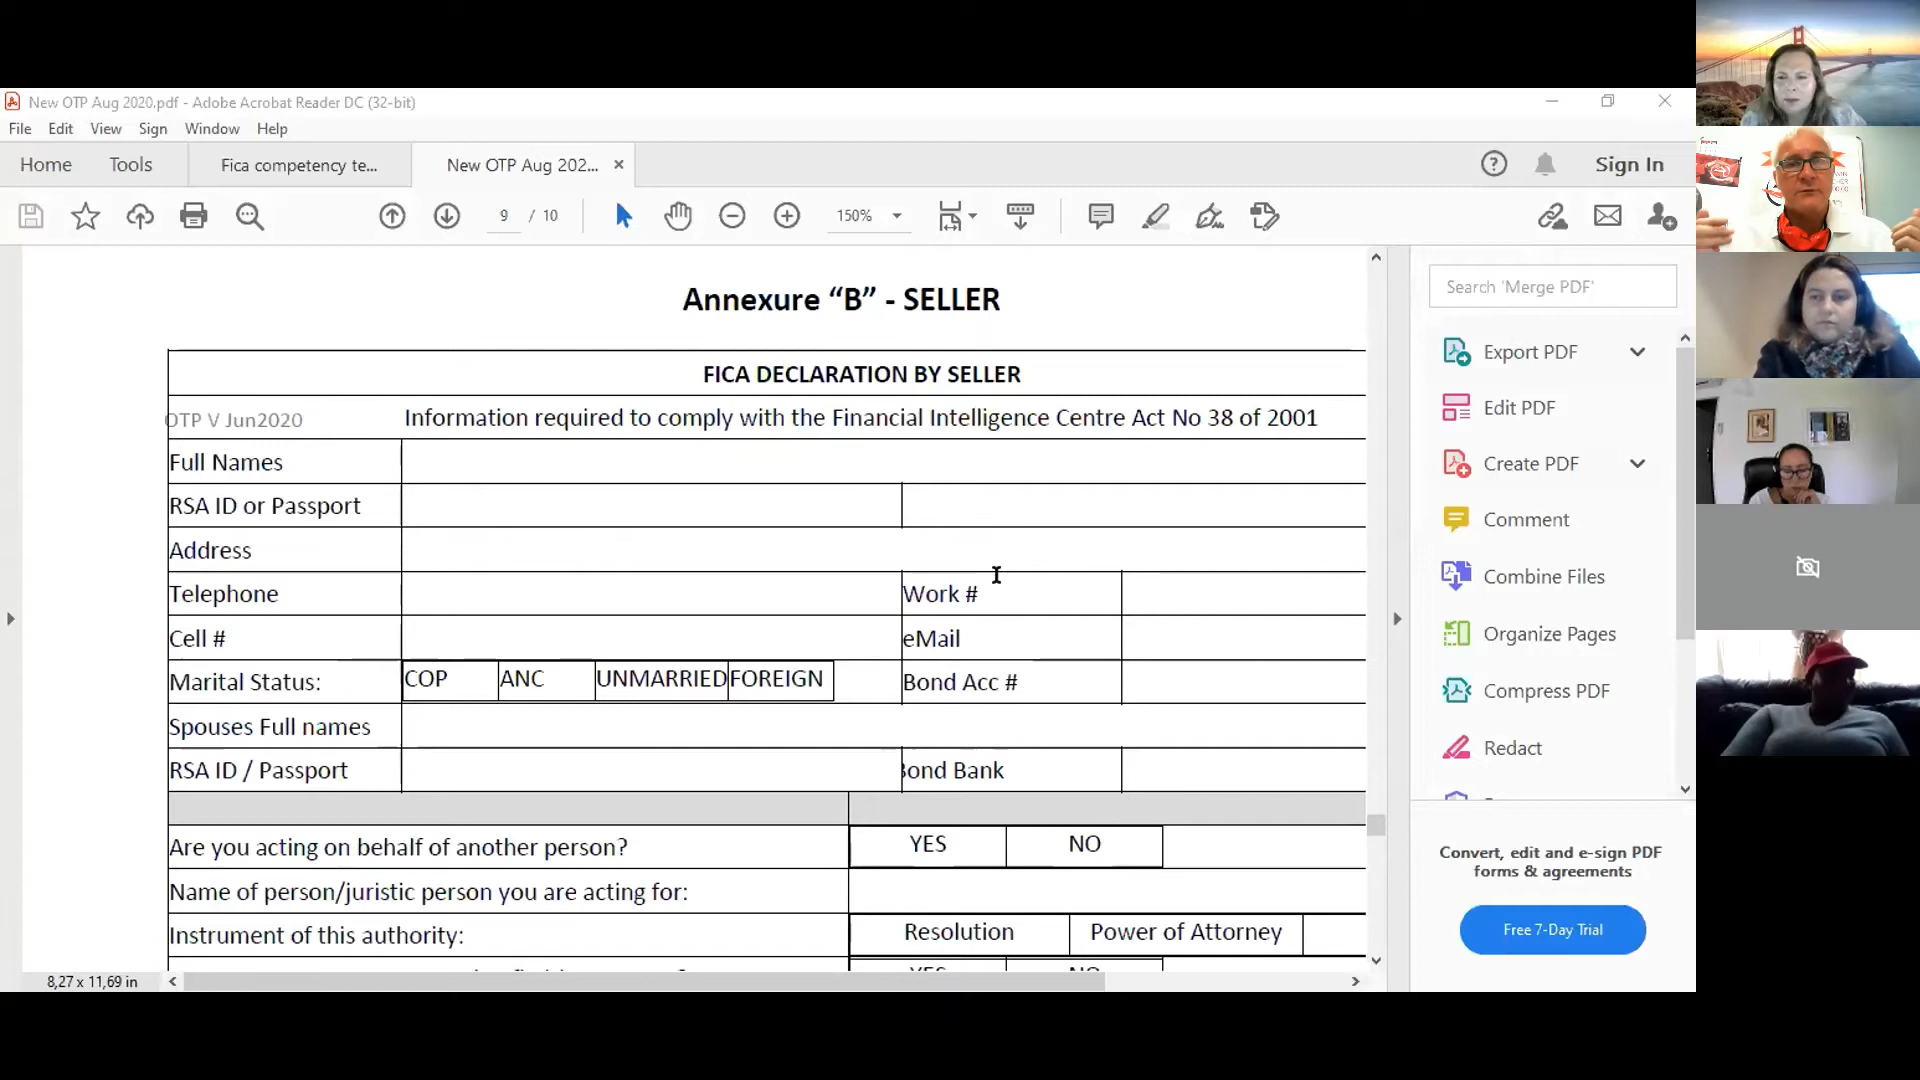 New OTP Aug 2020.pdf - Adobe Acrobat Reader DC (32-bit)
File Edit View Sign Window Help
Home Tools Fica competency te... New OTP Aug 202... × Sign In
9 / 10 150%
Annexure “B” - SELLER
FICA DECLARATION BY SELLER
OTP V Jun2020 Information required to comply with the Financial Intelligence Centre Act No 38 of 2001
Full Names
RSA ID or Passport
Address
Telephone Work #
Cell # eMail
Marital Status: COP ANC UNMARRIED FOREIGN Bond Acc #
Spouses Full names
RSA ID / Passport Bond Bank
Are you acting on behalf of another person? YES NO
Name of person/juristic person you are acting for:
Instrument of this authority: Resolution Power of Attorney
YES NO
8,27 x 11,69 in
Search 'Merge PDF'
Export PDF
Edit PDF
Create PDF
Comment
Combine Files
Organize Pages
Compress PDF
Redact
Convert, edit and e-sign PDF
forms & agreements
Free 7-Day Trial